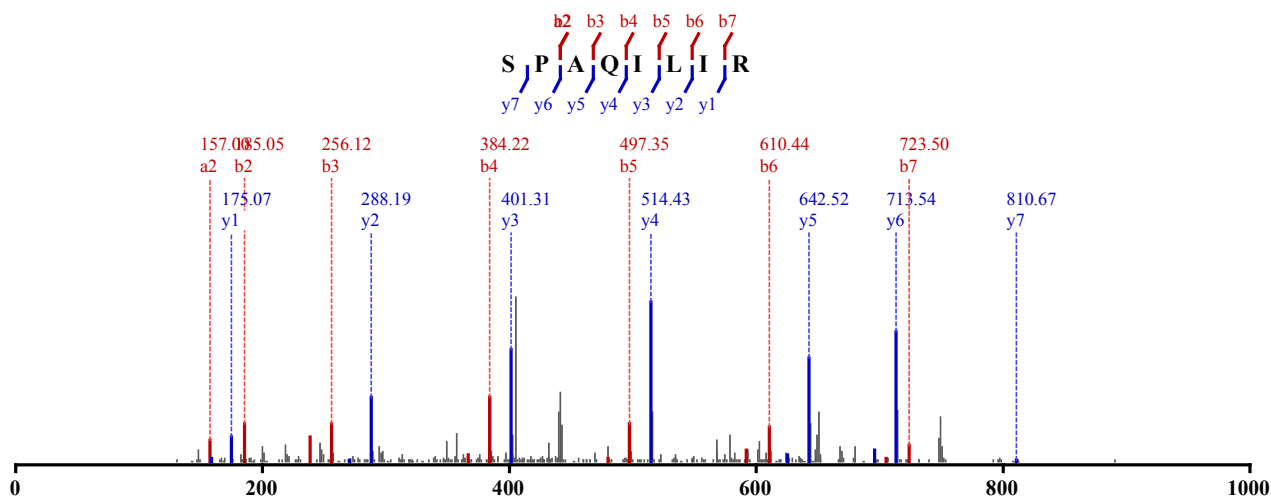 a2 b2 b3 b4 b5 b6 b7
S P A Q I L I R
y7 y6 y5 y4 y3 y2 y1
157.00 185.05 256.12 384.22 497.35 610.44 723.50
a2 b2 b3 b4 b5 b6 b7
175.07 288.19 401.31 514.43 642.52 713.54 810.67
y1 y2 y3 y4 y5 y6 y7
0 200 400 600 800 1000